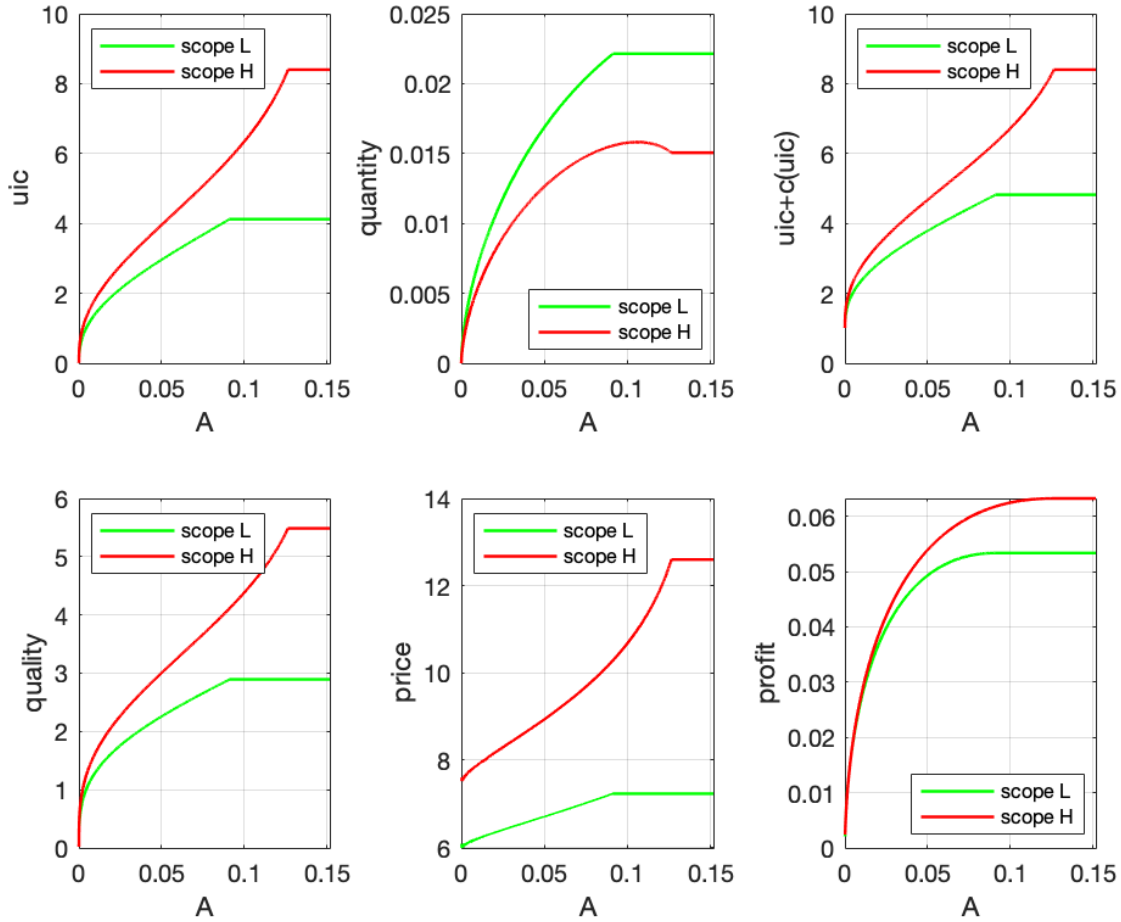 uic
10
8
6
4
2
0
scope L
scope H
0 0.05 0.1 0.15
A
quantity
0.025
0.02
0.015
0.01
0.005
0
scope L
scope H
0 0.05 0.1 0.15
A
uic+c(uic)
10
8
6
4
2
0
scope L
scope H
0 0.05 0.1 0.15
A
quality
6
5
4
3
2
1
0
scope L
scope H
0 0.05 0.1 0.15
A
price
14
12
10
8
6
scope L
scope H
0 0.05 0.1 0.15
A
profit
0.06
0.05
0.04
0.03
0.02
0.01
0
scope L
scope H
0 0.05 0.1 0.15
A